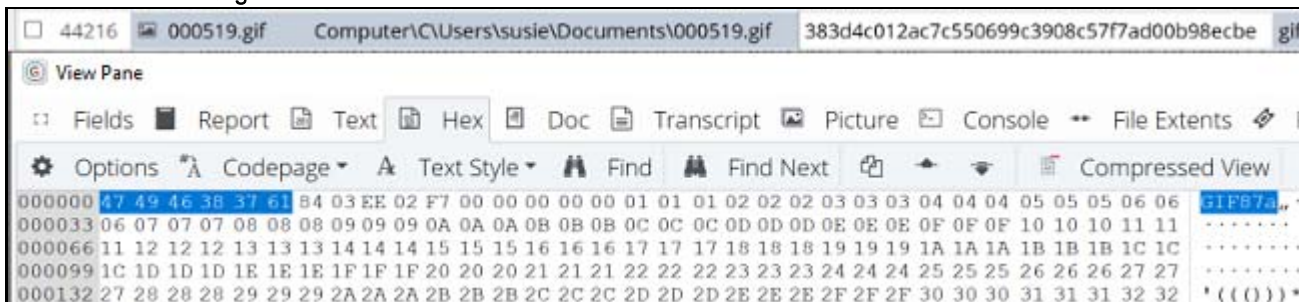 44216 000519.gif Computer\C\Users\susie\Documents\000519.gif 383d4c012ac7c550699c3908c57f7ad00b98ecbe gif
View Pane
Fields Report Text Hex Doc Transcript Picture Console File Extents
Options Codepage Text Style Find Find Next Compressed View
000000 47 49 46 38 37 61 84 03 EE 02 F7 00 00 00 00 00 01 01 01 02 02 02 03 03 03 04 04 04 05 05 05 06 06 GIF87a„
000033 06 07 07 07 08 08 08 09 09 09 0A 0A 0A 0B 0B 0B 0C 0C 0C 0D 0D 0D 0E 0E 0E 0F 0F 0F 10 10 10 11 11 ·······
000066 11 12 12 12 13 13 13 14 14 14 15 15 15 16 16 16 17 17 17 18 18 18 19 19 19 1A 1A 1A 1B 1B 1B 1C 1C ·········
000099 1C 1D 1D 1D 1E 1E 1E 1F 1F 1F 20 20 20 21 21 21 22 22 22 23 23 23 24 24 24 25 25 25 26 26 26 27 27 ·········
000132 27 28 28 28 29 29 29 2A 2A 2A 2B 2B 2B 2C 2C 2C 2D 2D 2D 2E 2E 2E 2F 2F 2F 30 30 30 31 31 31 32 32 '((()))*